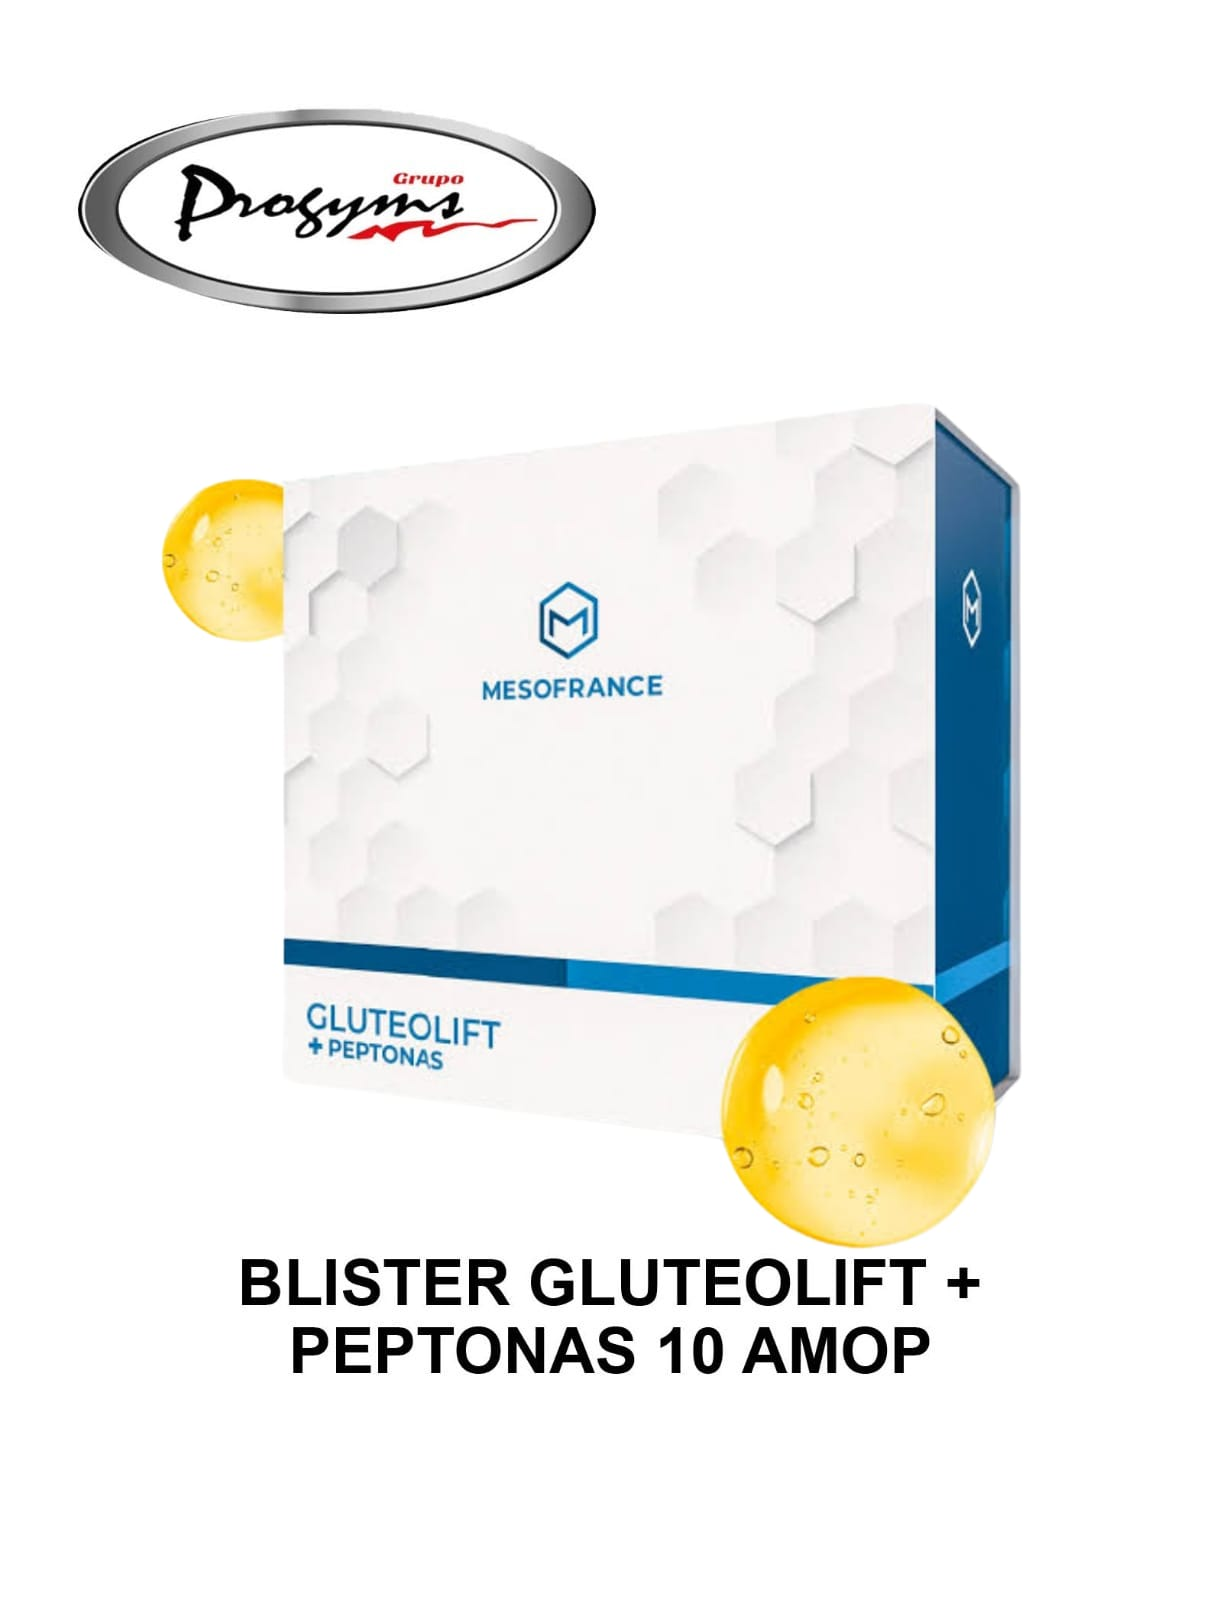 Grupo
Progyms
M
MESOFRANCE
M
GLUTEOLIFT
+ PEPTONAS
BLISTER GLUTEOLIFT +
PEPTONAS 10 AMOP